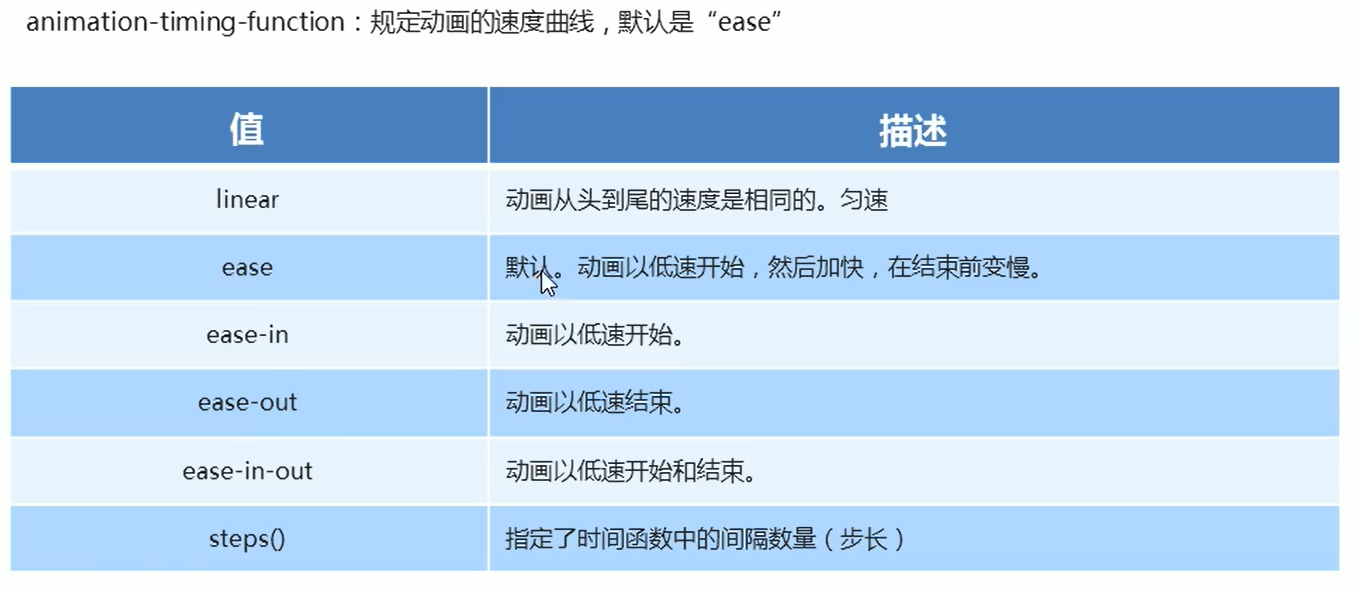 animation-timing-function：规定动画的速度曲线，默认是“ease”
值 描述
linear 动画从头到尾的速度是相同的。匀速
ease 默认。动画以低速开始，然后加快，在结束前变慢。
ease-in 动画以低速开始。
ease-out 动画以低速结束。
ease-in-out 动画以低速开始和结束。
steps() 指定了时间函数中的间隔数量（步长）